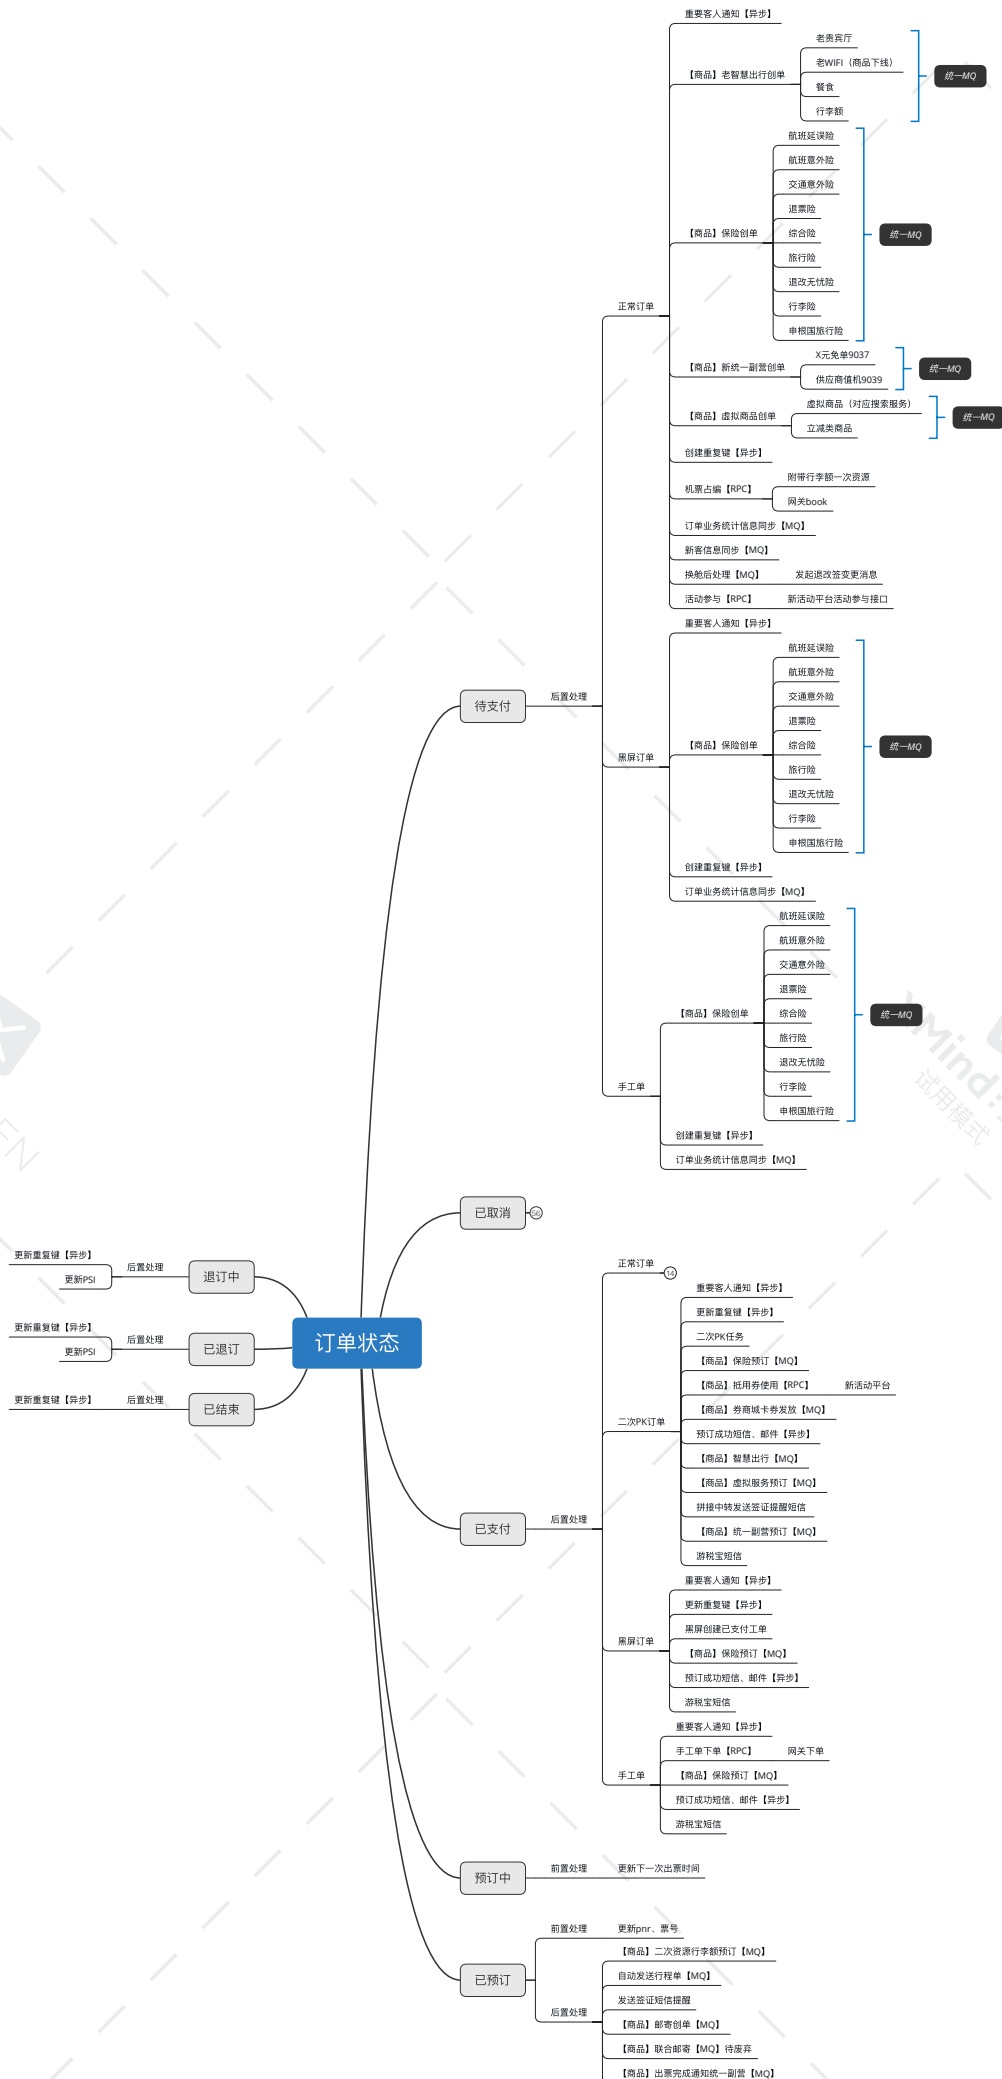 订单状态
待支付
后置处理
正常订单
重要客人通知【异步】
【商品】老智慧出行创单
老贵宾厅
老WIFI（商品下线）
餐食
行李额
统一MQ
【商品】保险创单
航班延误险
航班意外险
交通意外险
退票险
综合险
旅行险
退改无忧险
行李险
申根国旅行险
统一MQ
【商品】新统一副营创单
X元免单9037
供应商值机9039
统一MQ
【商品】虚拟商品创单
虚拟商品（对应搜索服务）
立减类商品
统一MQ
创建重复键【异步】
机票占编【RPC】
附带行李额一次资源
网关book
订单业务统计信息同步【MQ】
新客信息同步【MQ】
换舱后处理【MQ】
发起退改签变更消息
活动参与【RPC】
新活动平台活动参与接口
黑屏订单
重要客人通知【异步】
【商品】保险创单
航班延误险
航班意外险
交通意外险
退票险
综合险
旅行险
退改无忧险
行李险
申根国旅行险
统一MQ
创建重复键【异步】
订单业务统计信息同步【MQ】
手工单
【商品】保险创单
航班延误险
航班意外险
交通意外险
退票险
综合险
旅行险
退改无忧险
行李险
申根国旅行险
统一MQ
创建重复键【异步】
订单业务统计信息同步【MQ】
已取消
56
已支付
后置处理
正常订单
14
二次PK订单
重要客人通知【异步】
更新重复键【异步】
二次PK任务
【商品】保险预订【MQ】
【商品】抵用券使用【RPC】
新活动平台
【商品】券商城卡券发放【MQ】
预订成功短信、邮件【异步】
【商品】智慧出行【MQ】
【商品】虚拟服务预订【MQ】
拼接中转发送签证提醒短信
【商品】统一副营预订【MQ】
游税宝短信
黑屏订单
重要客人通知【异步】
更新重复键【异步】
黑屏创建已支付工单
【商品】保险预订【MQ】
预订成功短信、邮件【异步】
游税宝短信
手工单
重要客人通知【异步】
手工单下单【RPC】
网关下单
【商品】保险预订【MQ】
预订成功短信、邮件【异步】
游税宝短信
预订中
前置处理
更新下一次出票时间
已预订
前置处理
更新pnr、票号
后置处理
【商品】二次资源行李额预订【MQ】
自动发送行程单【MQ】
发送签证短信提醒
【商品】邮寄创单【MQ】
【商品】联合邮寄【MQ】待废弃
【商品】出票完成通知统一副营【MQ】
退订中
后置处理
更新重复键【异步】
更新PSI
已退订
后置处理
更新重复键【异步】
更新PSI
已结束
后置处理
更新重复键【异步】
XMind:
试用模式